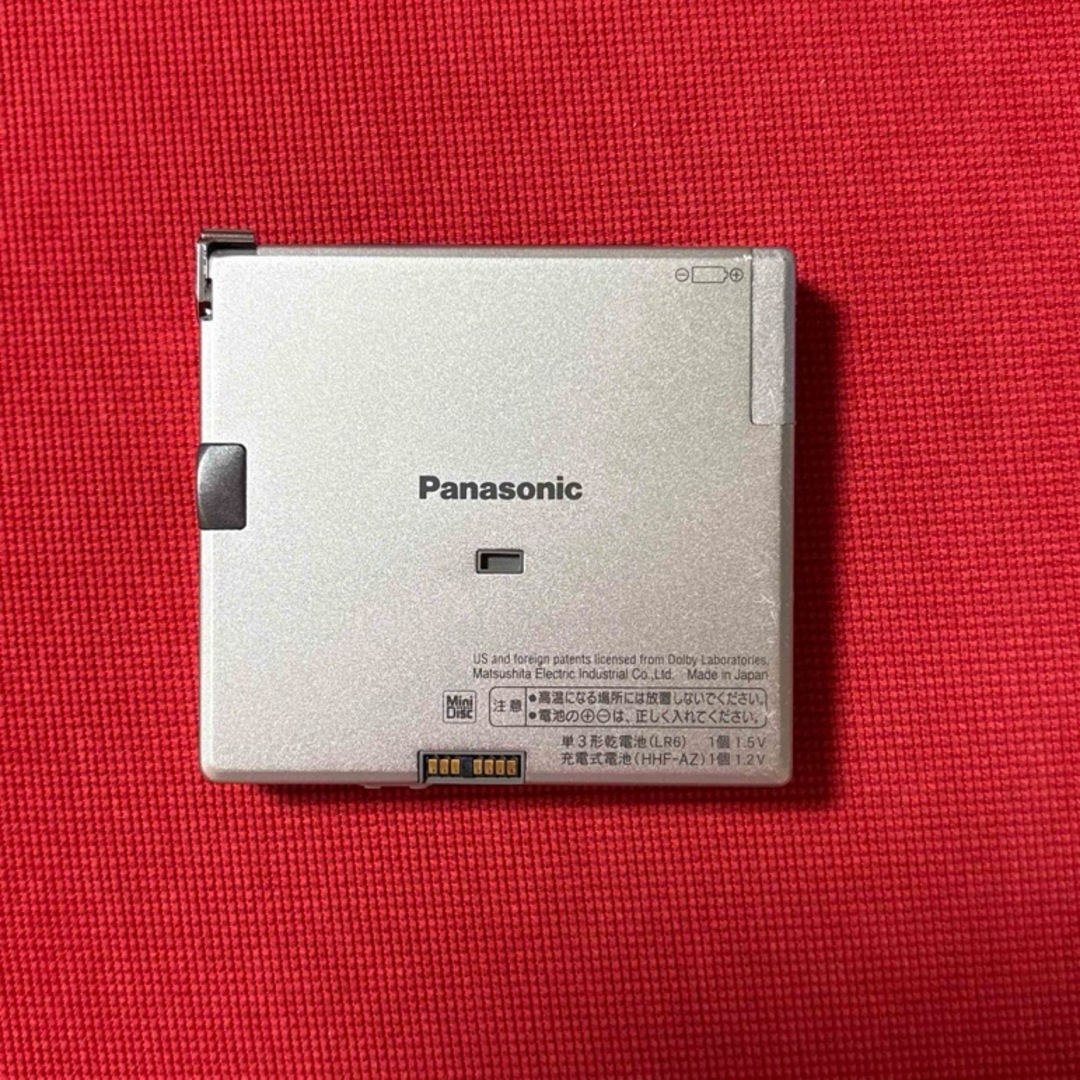 ⊖⊕
Panasonic
US and foreign patents licensed from Dolby Laboratories.
Matsushita Electric Industrial Co.,Ltd. Made in Japan
Mini
Disc
注意
●高温になる場所には放置しないでください。
●電池の⊕⊖は、正しく入れてください。
単3形乾電池(LR6) 1個 1.5V
充電式電池(HHF-AZ)1個 1.2V